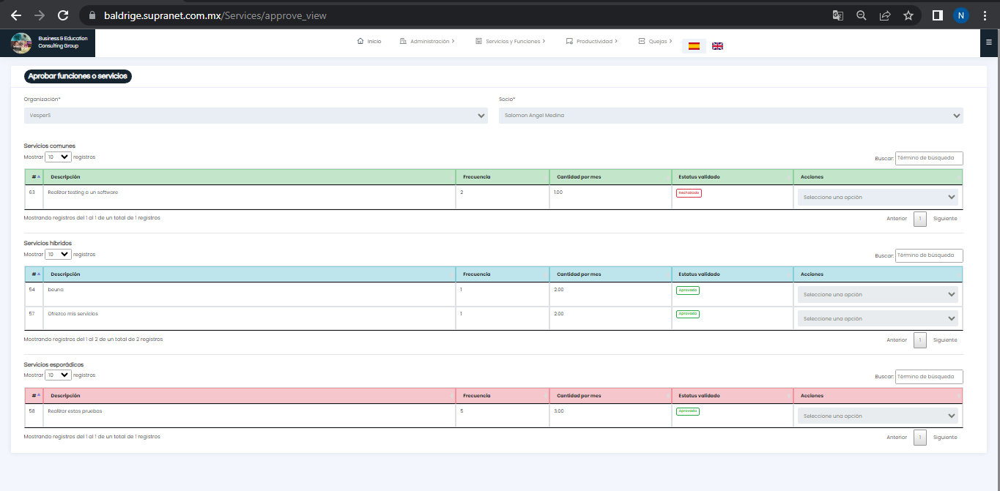 baldrige.supranet.com.mx/Services/approve_view
N
Business & Education
Consulting Group
Inicio
Administración
Servicios y Funciones
Productividad
Quejas
Aprobar funciones o servicios
Organización*
Socio*
VesperS
Salomon Angel Medina
Servicios comunes
Mostrar 10 registros
Buscar: Término de búsqueda
# Descripción Frecuencia Cantidad por mes Estatus validado Acciones
63 Realizar testing a un software 2 1.00 Rechazado Seleccione una opción
Mostrando registros del 1 al 1 de un total de 1 registros
Anterior 1 Siguiente
Servicios híbridos
Mostrar 10 registros
Buscar: Término de búsqueda
# Descripción Frecuencia Cantidad por mes Estatus validado Acciones
54 beuna 1 2.00 Aprovado Seleccione una opción
57 Ofrezco mis servicios 1 2.00 Aprovado Seleccione una opción
Mostrando registros del 1 al 2 de un total de 2 registros
Anterior 1 Siguiente
Servicios esporádicos
Mostrar 10 registros
Buscar: Término de búsqueda
# Descripción Frecuencia Cantidad por mes Estatus validado Acciones
58 Realizar estas pruebas 5 3.00 Aprovado Seleccione una opción
Mostrando registros del 1 al 1 de un total de 1 registros
Anterior 1 Siguiente